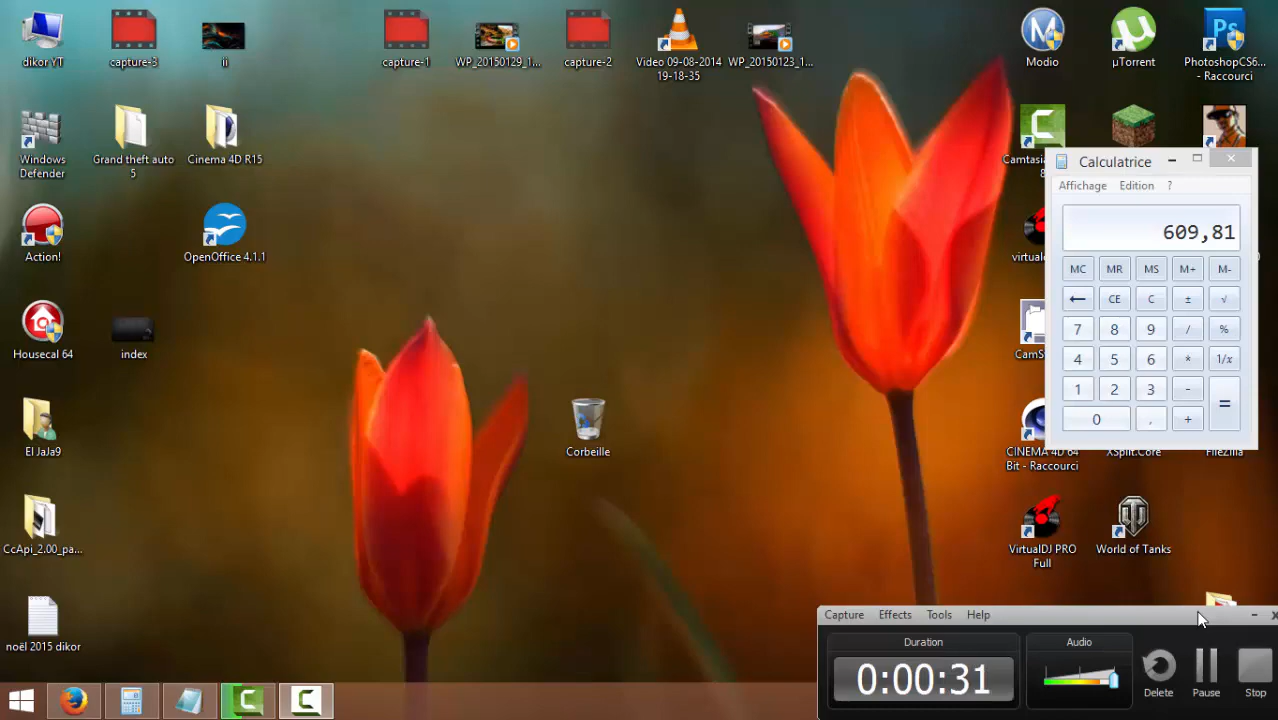 dikor YT
capture-3
ii
capture-1
WP_20150129_1...
capture-2
Video 09-08-2014
19-18-35
WP_20150123_1...
Modio
µTorrent
PhotoshopCS6...
- Raccourci
Windows
Defender
Grand theft auto
5
Cinema 4D R15
Camtasia
8
Action!
OpenOffice 4.1.1
Housecall 64
index
El JaJa9
Corbeille
CcApi_2.00_pa...
noël 2015 dikor
CINEMA 4D 64
Bit - Raccourci
XSplit.Core
FileZilla
VirtualDJ PRO
Full
World of Tanks
Calculatrice
Affichage Edition ?
609,81
MC MR MS M+ M-
← CE C ± √
7 8 9 / %
4 5 6 * 1/x
1 2 3 - =
0 , +
Capture Effects Tools Help
Duration
0:00:31
Audio
Delete Pause Stop